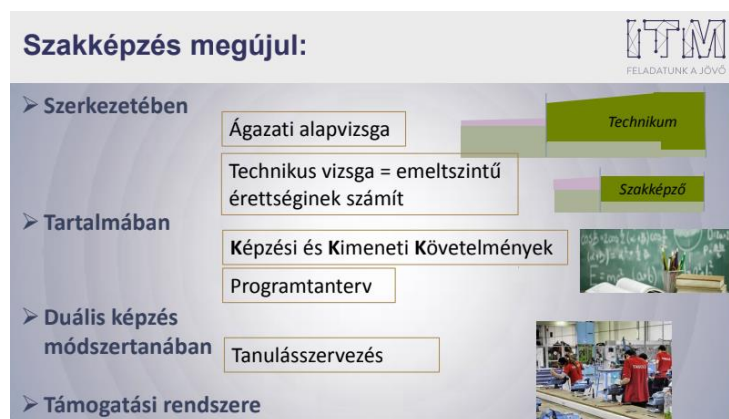 Szakképzés megújul:
ITM
FELADATUNK A JÖVŐ
➢ Szerkezetében
Ágazati alapvizsga
Technikum
Technikus vizsga = emeltszintű
érettséginek számít
Szakképző
➢ Tartalmában
Képzési és Kimeneti Követelmények
Programtanterv
➢ Duális képzés
módszertanában
Tanulásszervezés
➢ Támogatási rendszere